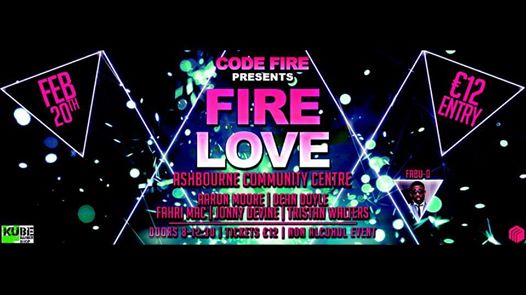 CODE FIRE
PRESENTS
FIRE
LOVE
ASHBOURNE COMMUNITY CENTRE
AARON MOORE | DEAN DOYLE
FAHRI MAC | JONNY DEVINE | TRISTAN WALTERS
DOORS 8-12:30 | TICKETS €12 | NON ALCOHOL EVENT
FEB
20TH
€12
ENTRY
FABU-D
KUBE